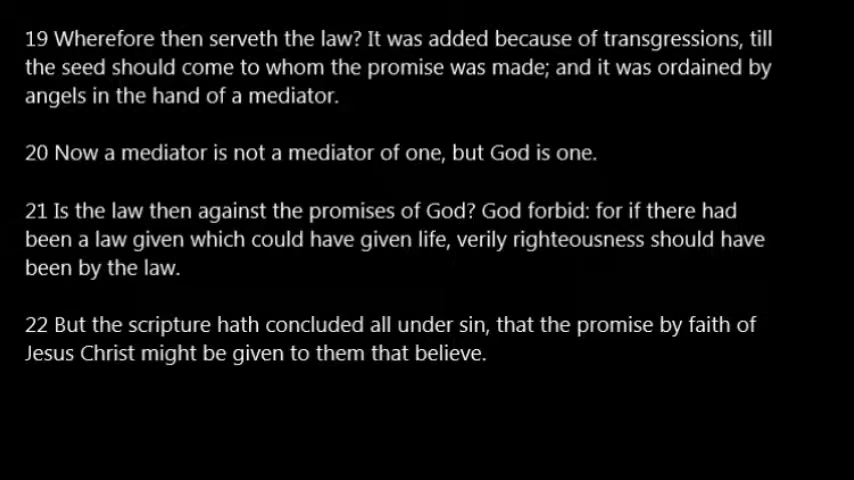 19 Wherefore then serveth the law? It was added because of transgressions, till
the seed should come to whom the promise was made; and it was ordained by
angels in the hand of a mediator.
20 Now a mediator is not a mediator of one, but God is one.
21 Is the law then against the promises of God? God forbid: for if there had
been a law given which could have given life, verily righteousness should have
been by the law.
22 But the scripture hath concluded all under sin, that the promise by faith of
Jesus Christ might be given to them that believe.